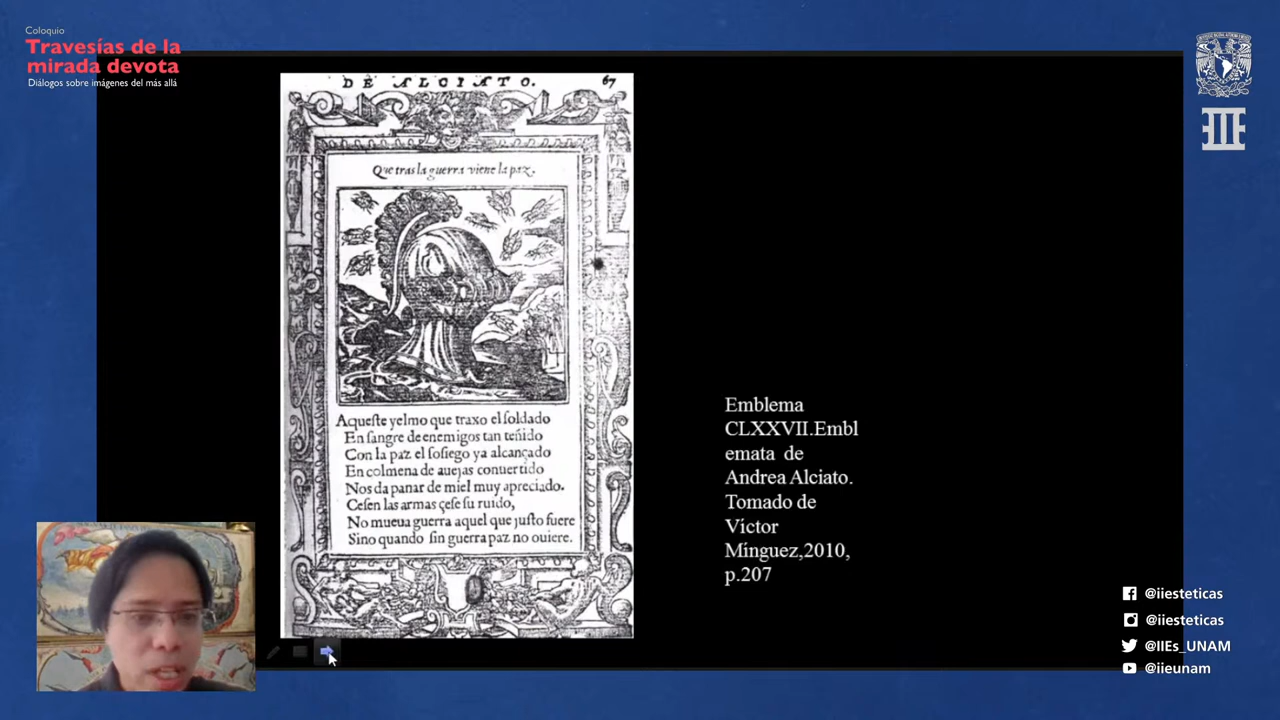 Coloquio
Travesías de la
mirada devota
Diálogos sobre imágenes del más allá
DE ALCIATO. 67
Que tras la guerra viene la paz.
Aqueste yelmo que traxo el soldado
En sangre de enemigos tan teñido
Con la paz el sosiego ya alcançado
En colmena de auejas conuertido
Nos da panar de miel muy apreciado.
Cesen las armas çese su ruido,
No mueua guerra aquel que justo fuere
Sino quando sin guerra paz no ouiere.
Emblema
CLXXVII.Embl
emata de
Andrea Alciato.
Tomado de
Víctor
Mínguez,2010,
p.207
@iiesteticas
@iiesteticas
@IIEs_UNAM
@iieunam